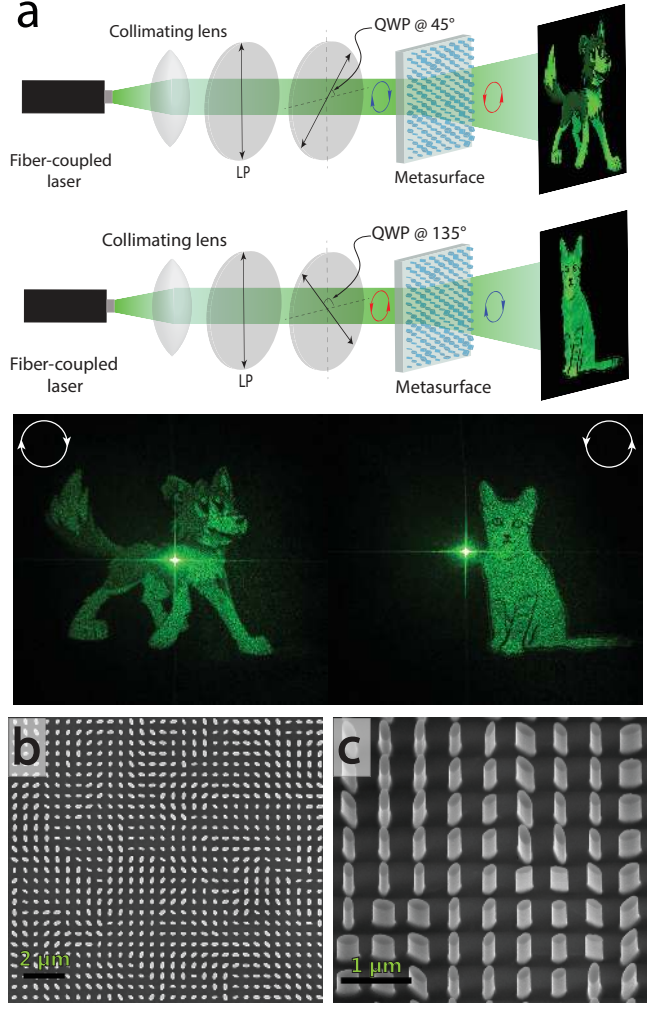 a
Collimating lens
QWP @ 45°
Fiber-coupled
laser
LP
Metasurface
Collimating lens
QWP @ 135°
Fiber-coupled
laser
LP
Metasurface
b
2 μm
c
1 μm